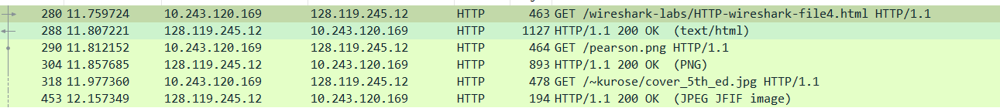 280 11.759724 10.243.120.169 128.119.245.12 HTTP 463 GET /wireshark-labs/HTTP-wireshark-file4.html HTTP/1.1
288 11.807221 128.119.245.12 10.243.120.169 HTTP 1127 HTTP/1.1 200 OK  (text/html)
290 11.812152 10.243.120.169 128.119.245.12 HTTP 464 GET /pearson.png HTTP/1.1
304 11.857685 128.119.245.12 10.243.120.169 HTTP 893 HTTP/1.1 200 OK  (PNG)
318 11.977360 10.243.120.169 128.119.245.12 HTTP 478 GET /~kurose/cover_5th_ed.jpg HTTP/1.1
453 12.157349 128.119.245.12 10.243.120.169 HTTP 194 HTTP/1.1 200 OK  (JPEG JFIF image)